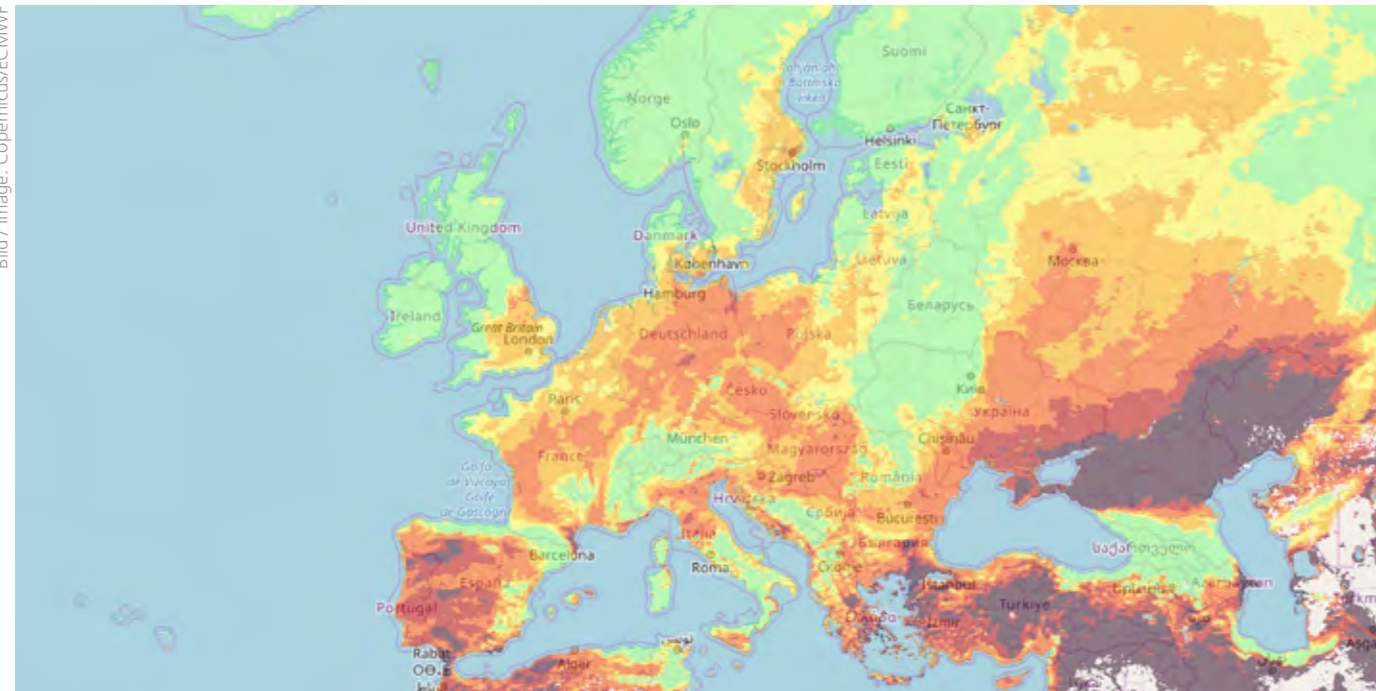 Bild / Image: Copernicus/ECMWF
Suomi
Norge
Oslo
Санкт-
Петербург
Helsinki
Stockholm
Eesti
Latvija
United Kingdom
Danmark
København
Lietuva
Москва
Hamburg
Беларусь
Ireland
Great Britain
London
Deutschland
Polska
Česko
Київ
Paris
Slovensko
Україна
München
Chișinău
France
Magyarország
Golfo
de Vizcaya
Golfe
de Gascogne
Zagreb
România
Hrvatska
Србија
București
Italia
България
Barcelona
Roma
Скопје
საქართველო
España
İstanbul
Azərbaycan
Portugal
Türkiye
İzmir
تونس
Rabat
Alger